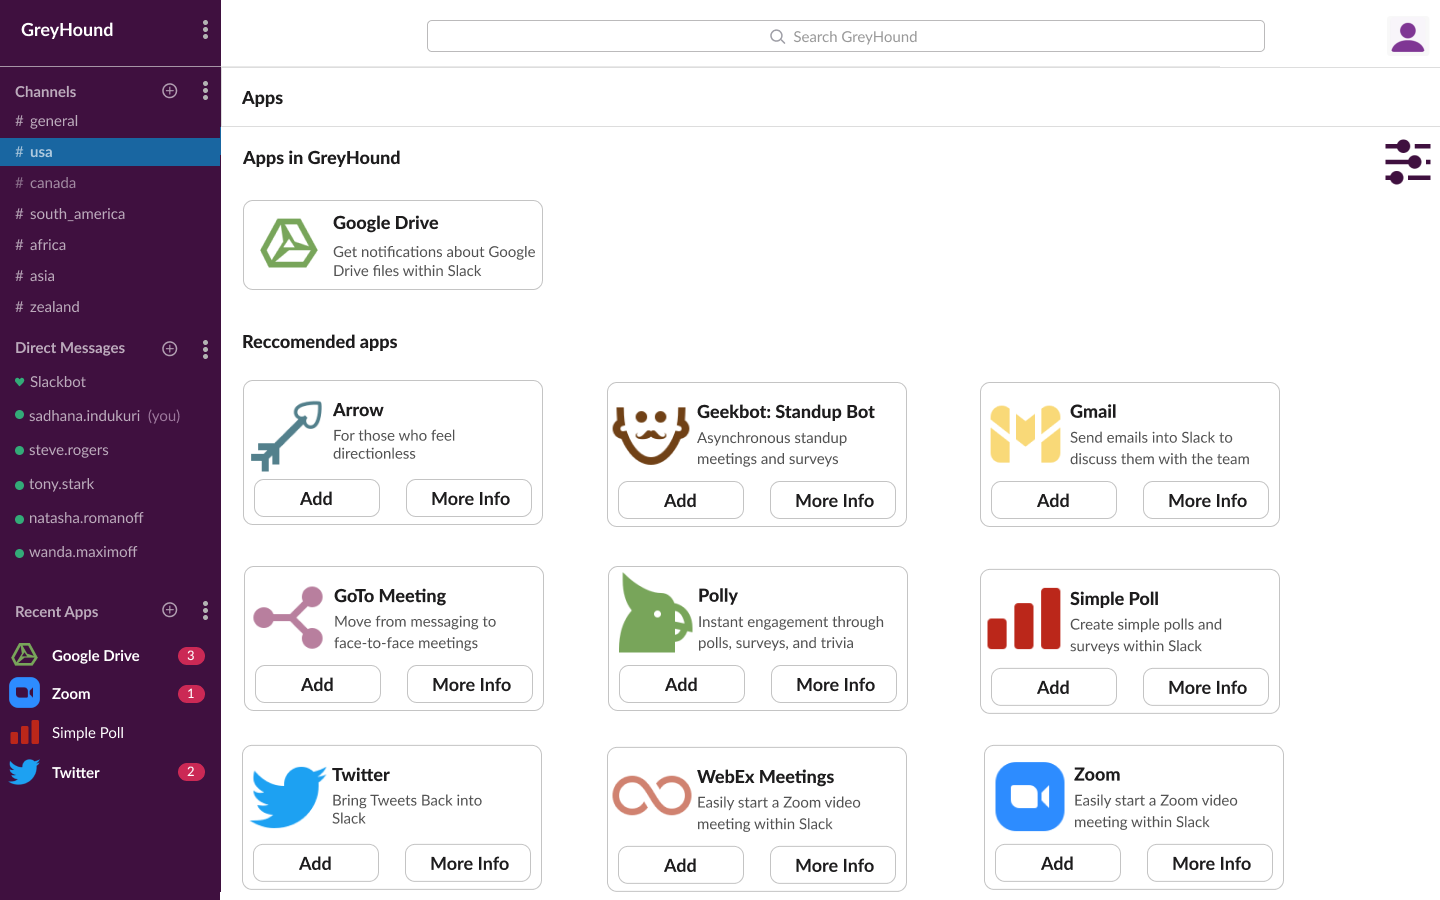 GreyHound
Search GreyHound
Channels
# general
# usa
# canada
# south_america
# africa
# asia
# zealand
Direct Messages
Slackbot
sadhana.indukuri (you)
steve.rogers
tony.stark
natasha.romanoff
wanda.maximoff
Recent Apps
Google Drive 3
Zoom 1
Simple Poll
Twitter 2
Apps
Apps in GreyHound
Google Drive
Get notifications about Google
Drive files within Slack
Reccomended apps
Arrow
For those who feel
directionless
Add More Info
Geekbot: Standup Bot
Asynchronous standup
meetings and surveys
Add More Info
Gmail
Send emails into Slack to
discuss them with the team
Add More Info
GoTo Meeting
Move from messaging to
face-to-face meetings
Add More Info
Polly
Instant engagement through
polls, surveys, and trivia
Add More Info
Simple Poll
Create simple polls and
surveys within Slack
Add More Info
Twitter
Bring Tweets Back into
Slack
Add More Info
WebEx Meetings
Easily start a Zoom video
meeting within Slack
Add More Info
Zoom
Easily start a Zoom video
meeting within Slack
Add More Info